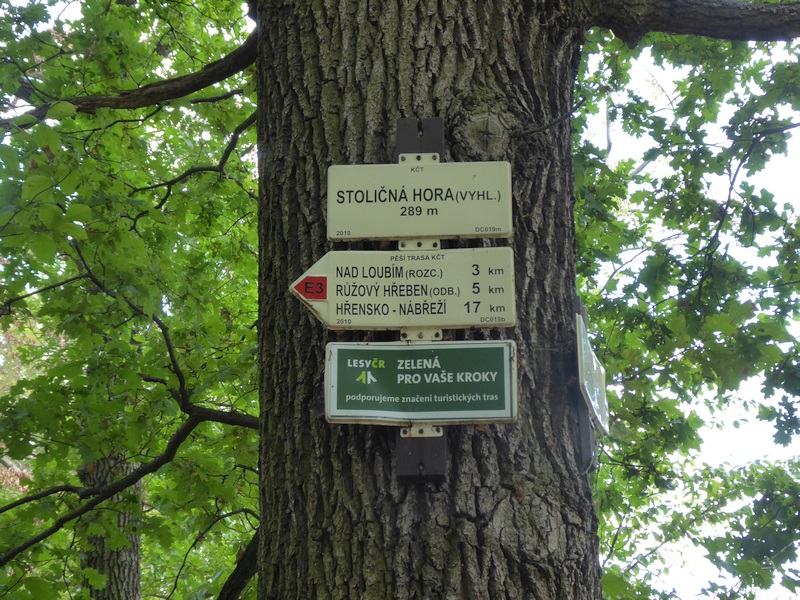 KČT
STOLIČNÁ HORA (VYHL.)
289 m
2010 DC019m
PĚŠÍ TRASA KČT
E3
NAD LOUBÍM (ROZC.) 3 km
RŮŽOVÝ HŘEBEN (ODB.) 5 km
HŘENSKO - NÁBŘEŽÍ 17 km
2010 DC019b
LESYČR ZELENÁ
PRO VAŠE KROKY
podporujeme značení turistických tras